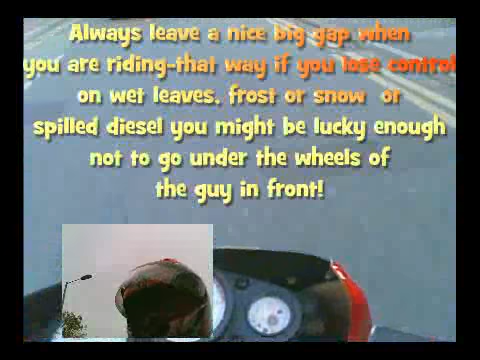 Always leave a nice big gap when
you are riding-that way if you lose control
on wet leaves, frost or snow or
spilled diesel you might be lucky enough
not to go under the wheels of
the guy in front!